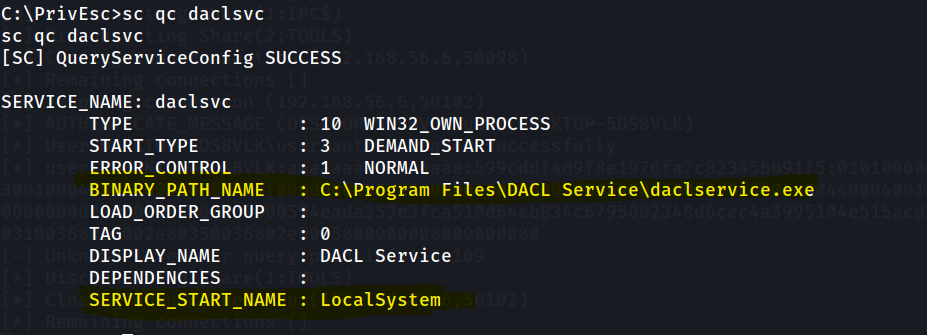 C:\PrivEsc>sc qc daclsvc
sc qc daclsvc
[SC] QueryServiceConfig SUCCESS
SERVICE_NAME: daclsvc
TYPE : 10 WIN32_OWN_PROCESS
START_TYPE : 3 DEMAND_START
ERROR_CONTROL : 1 NORMAL
BINARY_PATH_NAME : C:\Program Files\DACL Service\daclservice.exe
LOAD_ORDER_GROUP :
TAG : 0
DISPLAY_NAME : DACL Service
DEPENDENCIES :
SERVICE_START_NAME : LocalSystem